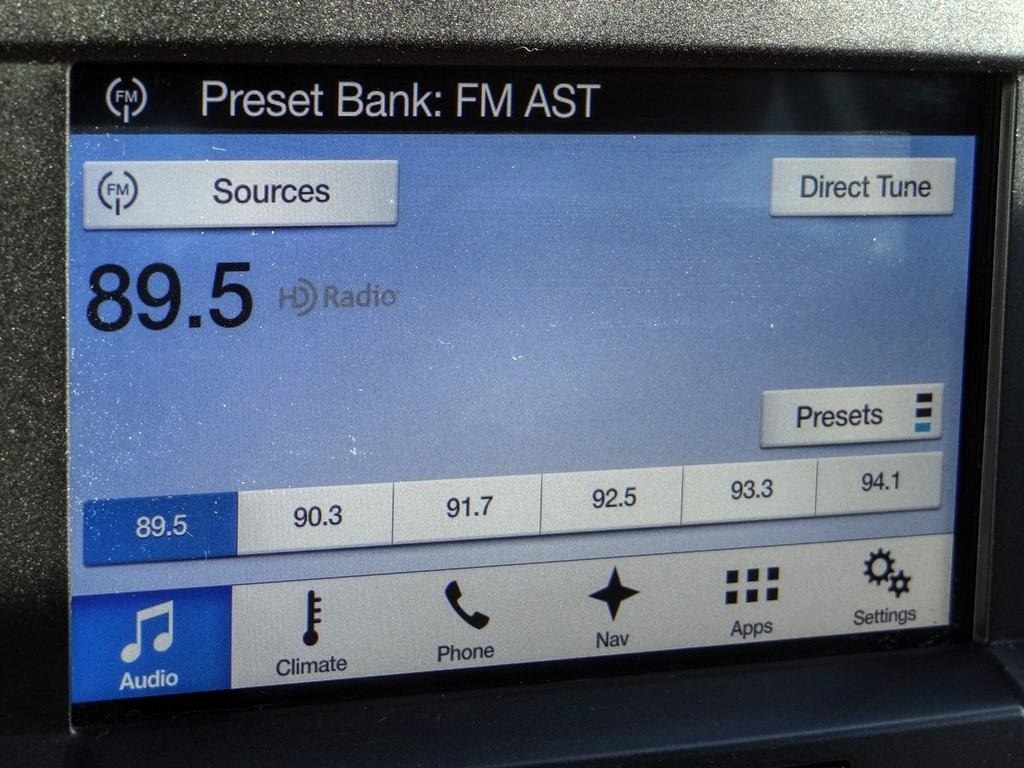 FM Preset Bank: FM AST
FM Sources Direct Tune
89.5 HD Radio
Presets
89.5 90.3 91.7 92.5 93.3 94.1
Audio Climate Phone Nav Apps Settings